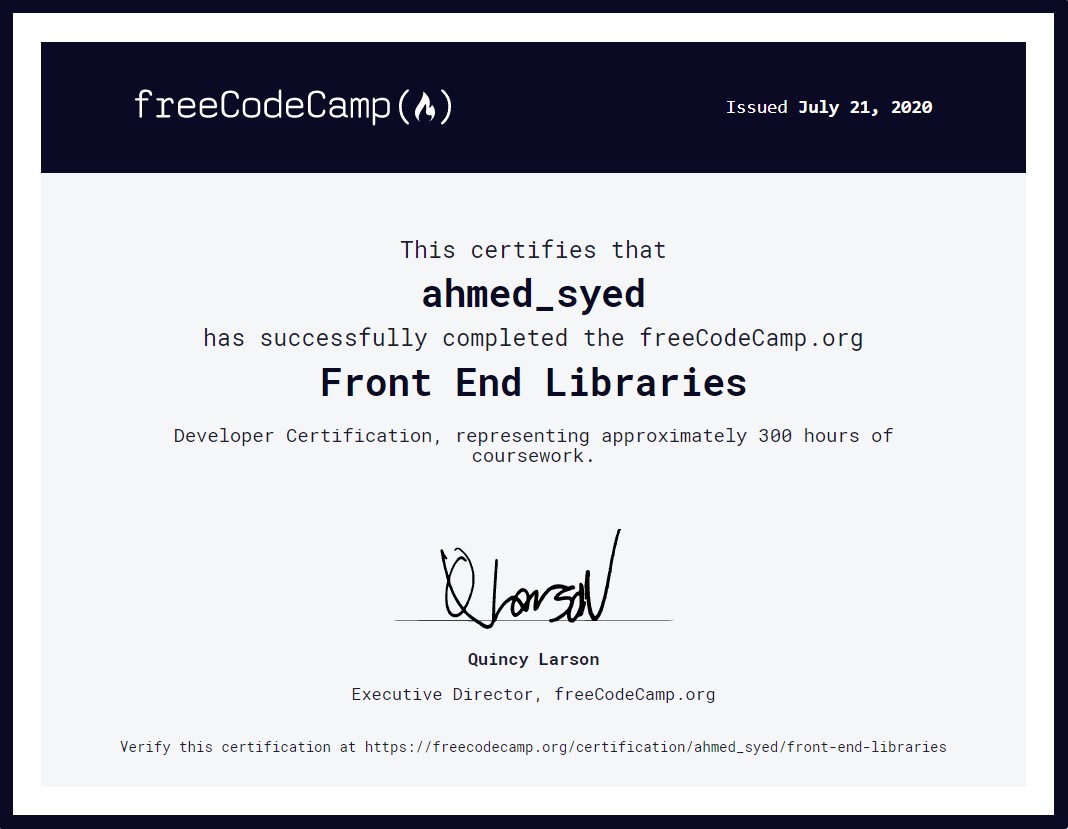 freeCodeCamp(🔥)
Issued July 21, 2020
This certifies that
ahmed_syed
has successfully completed the freeCodeCamp.org
Front End Libraries
Developer Certification, representing approximately 300 hours of
coursework.
Q Larson
Quincy Larson
Executive Director, freeCodeCamp.org
Verify this certification at https://freecodecamp.org/certification/ahmed_syed/front-end-libraries